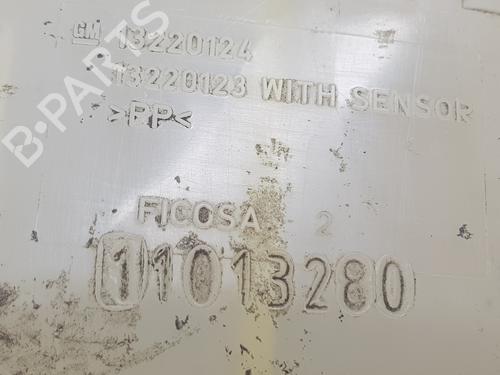 GM 13220124
13220123 WITH SENSOR
>PP<
FICOSA 2
11013280
B-PARTS